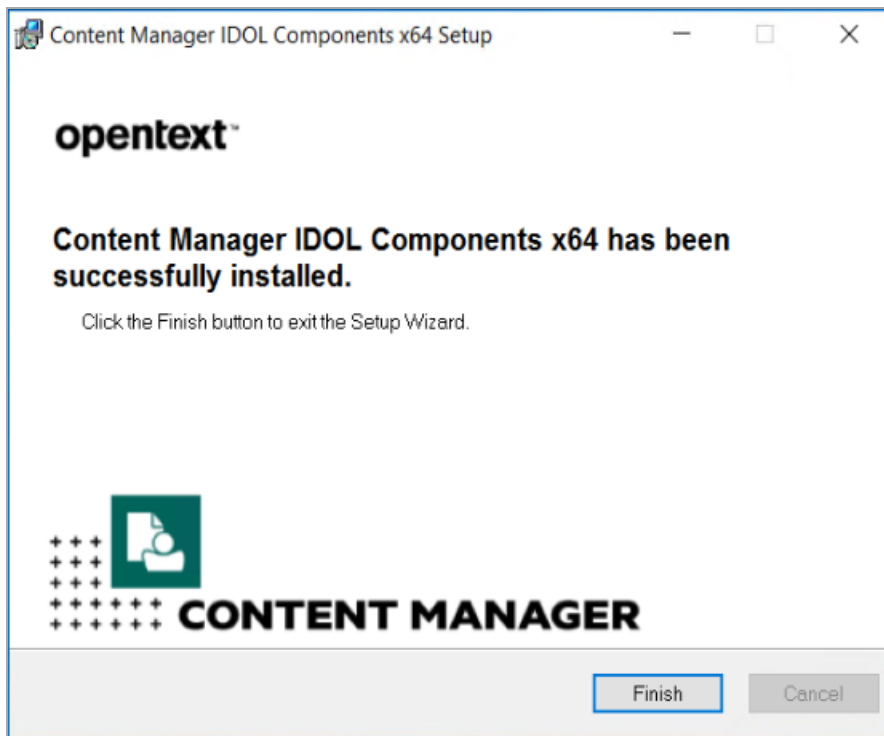 Content Manager IDOL Components x64 Setup
opentext™
Content Manager IDOL Components x64 has been
successfully installed.
Click the Finish button to exit the Setup Wizard.
CONTENT MANAGER
Finish
Cancel